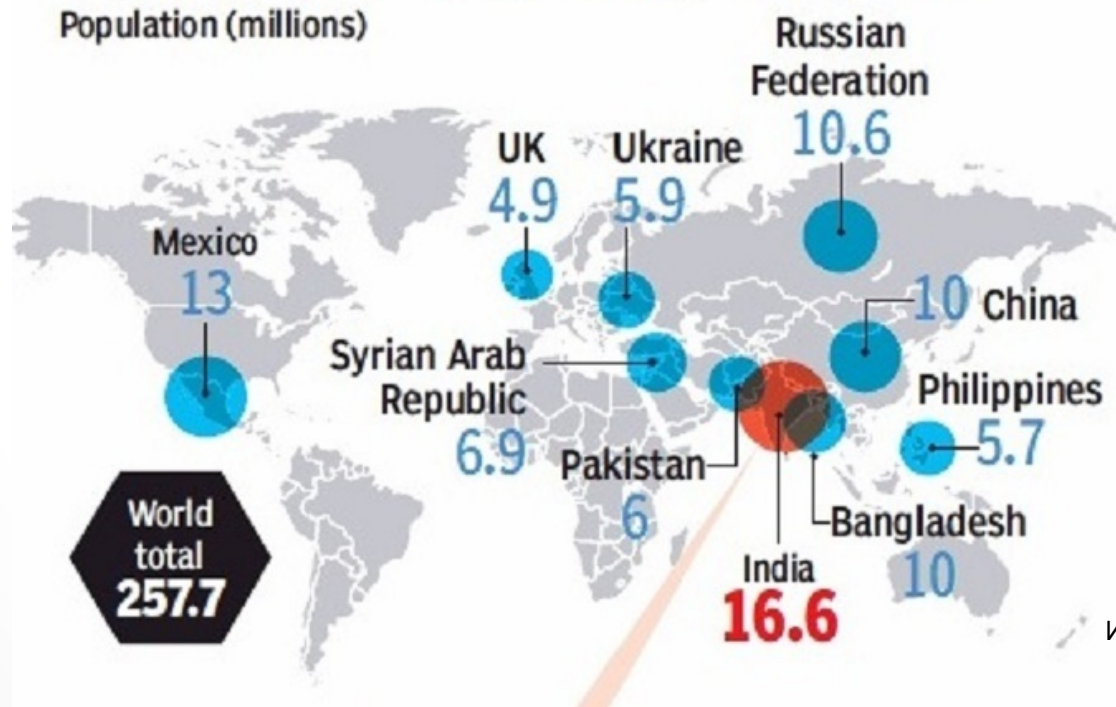 Population (millions)
Russian
Federation
10.6
UK
4.9
Ukraine
5.9
Mexico
13
10 China
Syrian Arab
Republic
6.9
Philippines
5.7
Pakistan
6
Bangladesh
10
India
16.6
World
total
257.7